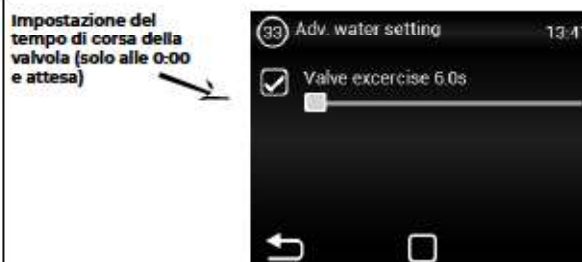 Impostazione del
tempo di corsa della
valvola (solo alle 0:00
e attesa)
33 Adv. water setting 13:41
Valve excercise 6.0s